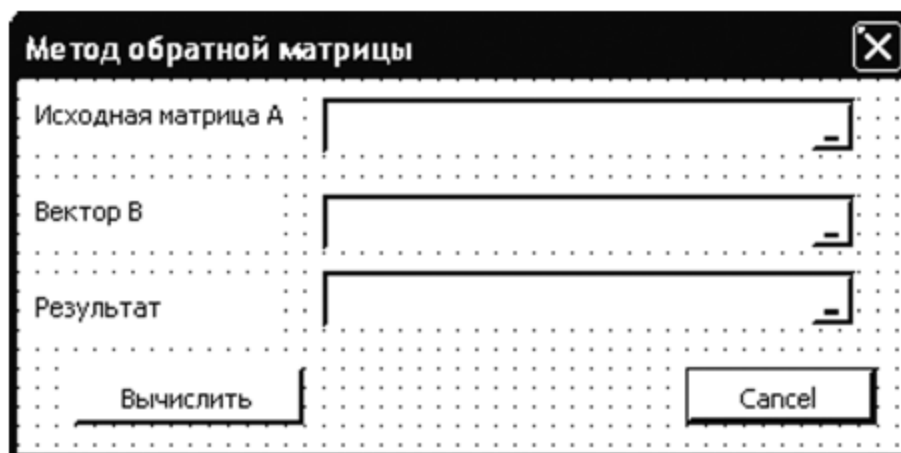 Метод обратной матрицы
Исходная матрица А
Вектор В
Результат
Вычислить
Cancel